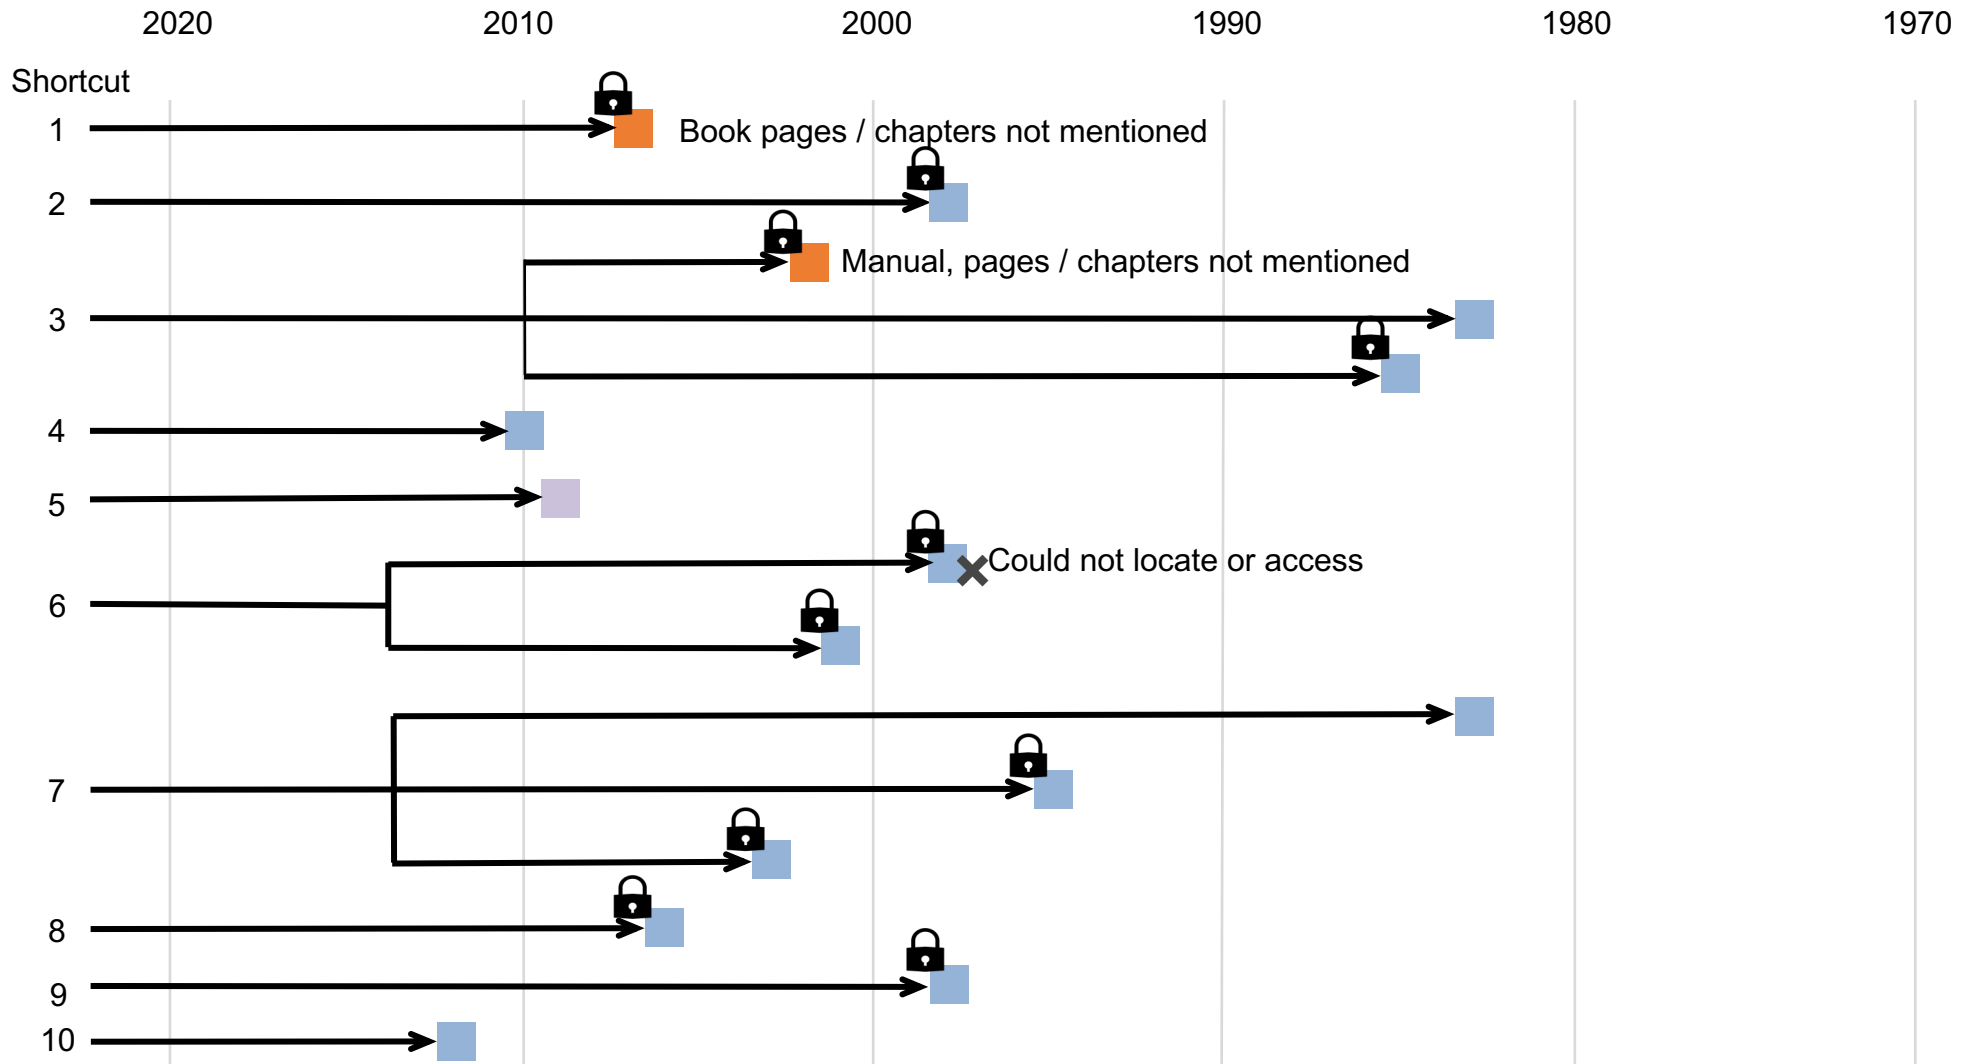 2020 2010 2000 1990 1980 1970
Shortcut
1 Book pages / chapters not mentioned
2
Manual, pages / chapters not mentioned
3
4
5
Could not locate or access
6
7
8
9
10